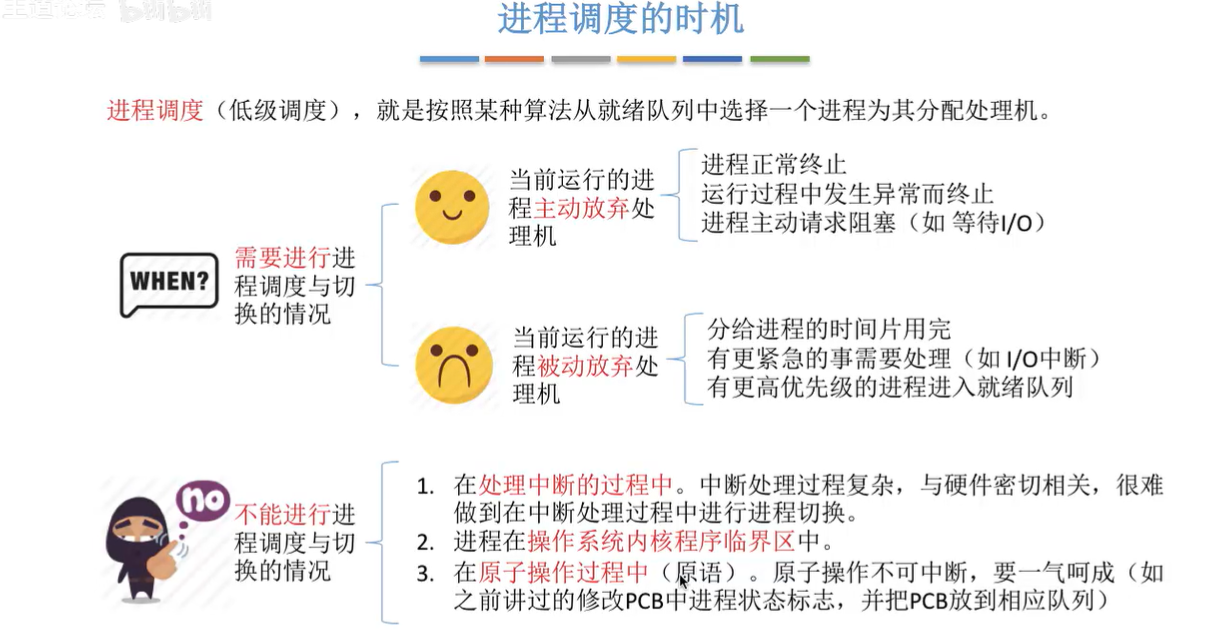 bilibili
进程调度的时机
进程调度（低级调度），就是按照某种算法从就绪队列中选择一个进程为其分配处理机。
WHEN?
需要进行进
程调度与切
换的情况
当前运行的进
程主动放弃处
理机
进程正常终止
运行过程中发生异常而终止
进程主动请求阻塞（如 等待I/O）
当前运行的进
程被动放弃处
理机
分给进程的时间片用完
有更紧急的事需要处理（如 I/O中断）
有更高优先级的进程进入就绪队列
no
不能进行进
程调度与切
换的情况
1. 在处理中断的过程中。中断处理过程复杂，与硬件密切相关，很难
做到在中断处理过程中进行进程切换。
2. 进程在操作系统内核程序临界区中。
3. 在原子操作过程中（原语）。原子操作不可中断，要一气呵成（如
之前讲过的修改PCB中进程状态标志，并把PCB放到相应队列）